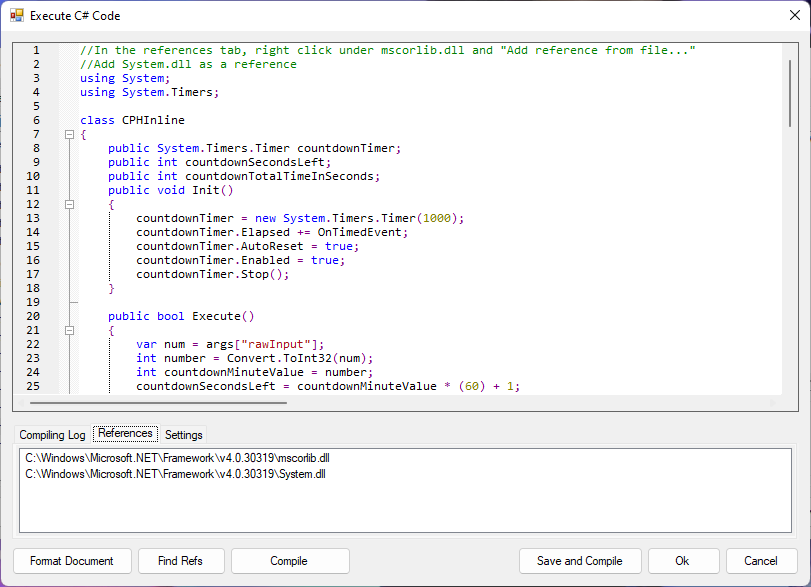 Execute C# Code
1 //In the references tab, right click under mscorlib.dll and "Add reference from file..."
2 //Add System.dll as a reference
3 using System;
4 using System.Timers;
5
6 class CPHInline
7 {
8 public System.Timers.Timer countdownTimer;
9 public int countdownSecondsLeft;
10 public int countdownTotalTimeInSeconds;
11 public void Init()
12 {
13 countdownTimer = new System.Timers.Timer(1000);
14 countdownTimer.Elapsed += OnTimedEvent;
15 countdownTimer.AutoReset = true;
16 countdownTimer.Enabled = true;
17 countdownTimer.Stop();
18 }
19
20 public bool Execute()
21 {
22 var num = args["rawInput"];
23 int number = Convert.ToInt32(num);
24 int countdownMinuteValue = number;
25 countdownSecondsLeft = countdownMinuteValue * (60) + 1;
Compiling Log References Settings
C:\Windows\Microsoft.NET\Framework\v4.0.30319\mscorlib.dll
C:\Windows\Microsoft.NET\Framework\v4.0.30319\System.dll
Format Document Find Refs Compile Save and Compile Ok Cancel